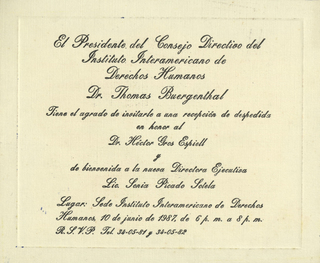 El Presidente del Consejo Directivo del
Instituto Interamericano de
Derechos Humanos
Dr. Thomas Buergenthal
Tiene el agrado de invitarle a una recepción de despedida
en honor al
Dr. Héctor Gros Espiell
y
de bienvenida a la nueva Directora Ejecutiva
Lic. Sonia Picado Sotela
Lugar: Sede Instituto Interamericano de Derechos
Humanos, 10 de junio de 1987, de 6 p. m. a 8 p. m.
R. S. V. P. Tel. 34-05-81 y 34-05-82